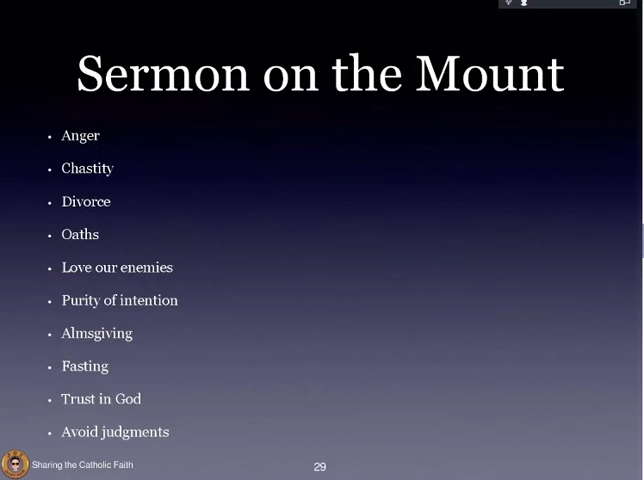 Sermon on the Mount
• Anger
• Chastity
• Divorce
• Oaths
• Love our enemies
• Purity of intention
• Almsgiving
• Fasting
• Trust in God
• Avoid judgments
Sharing the Catholic Faith
29